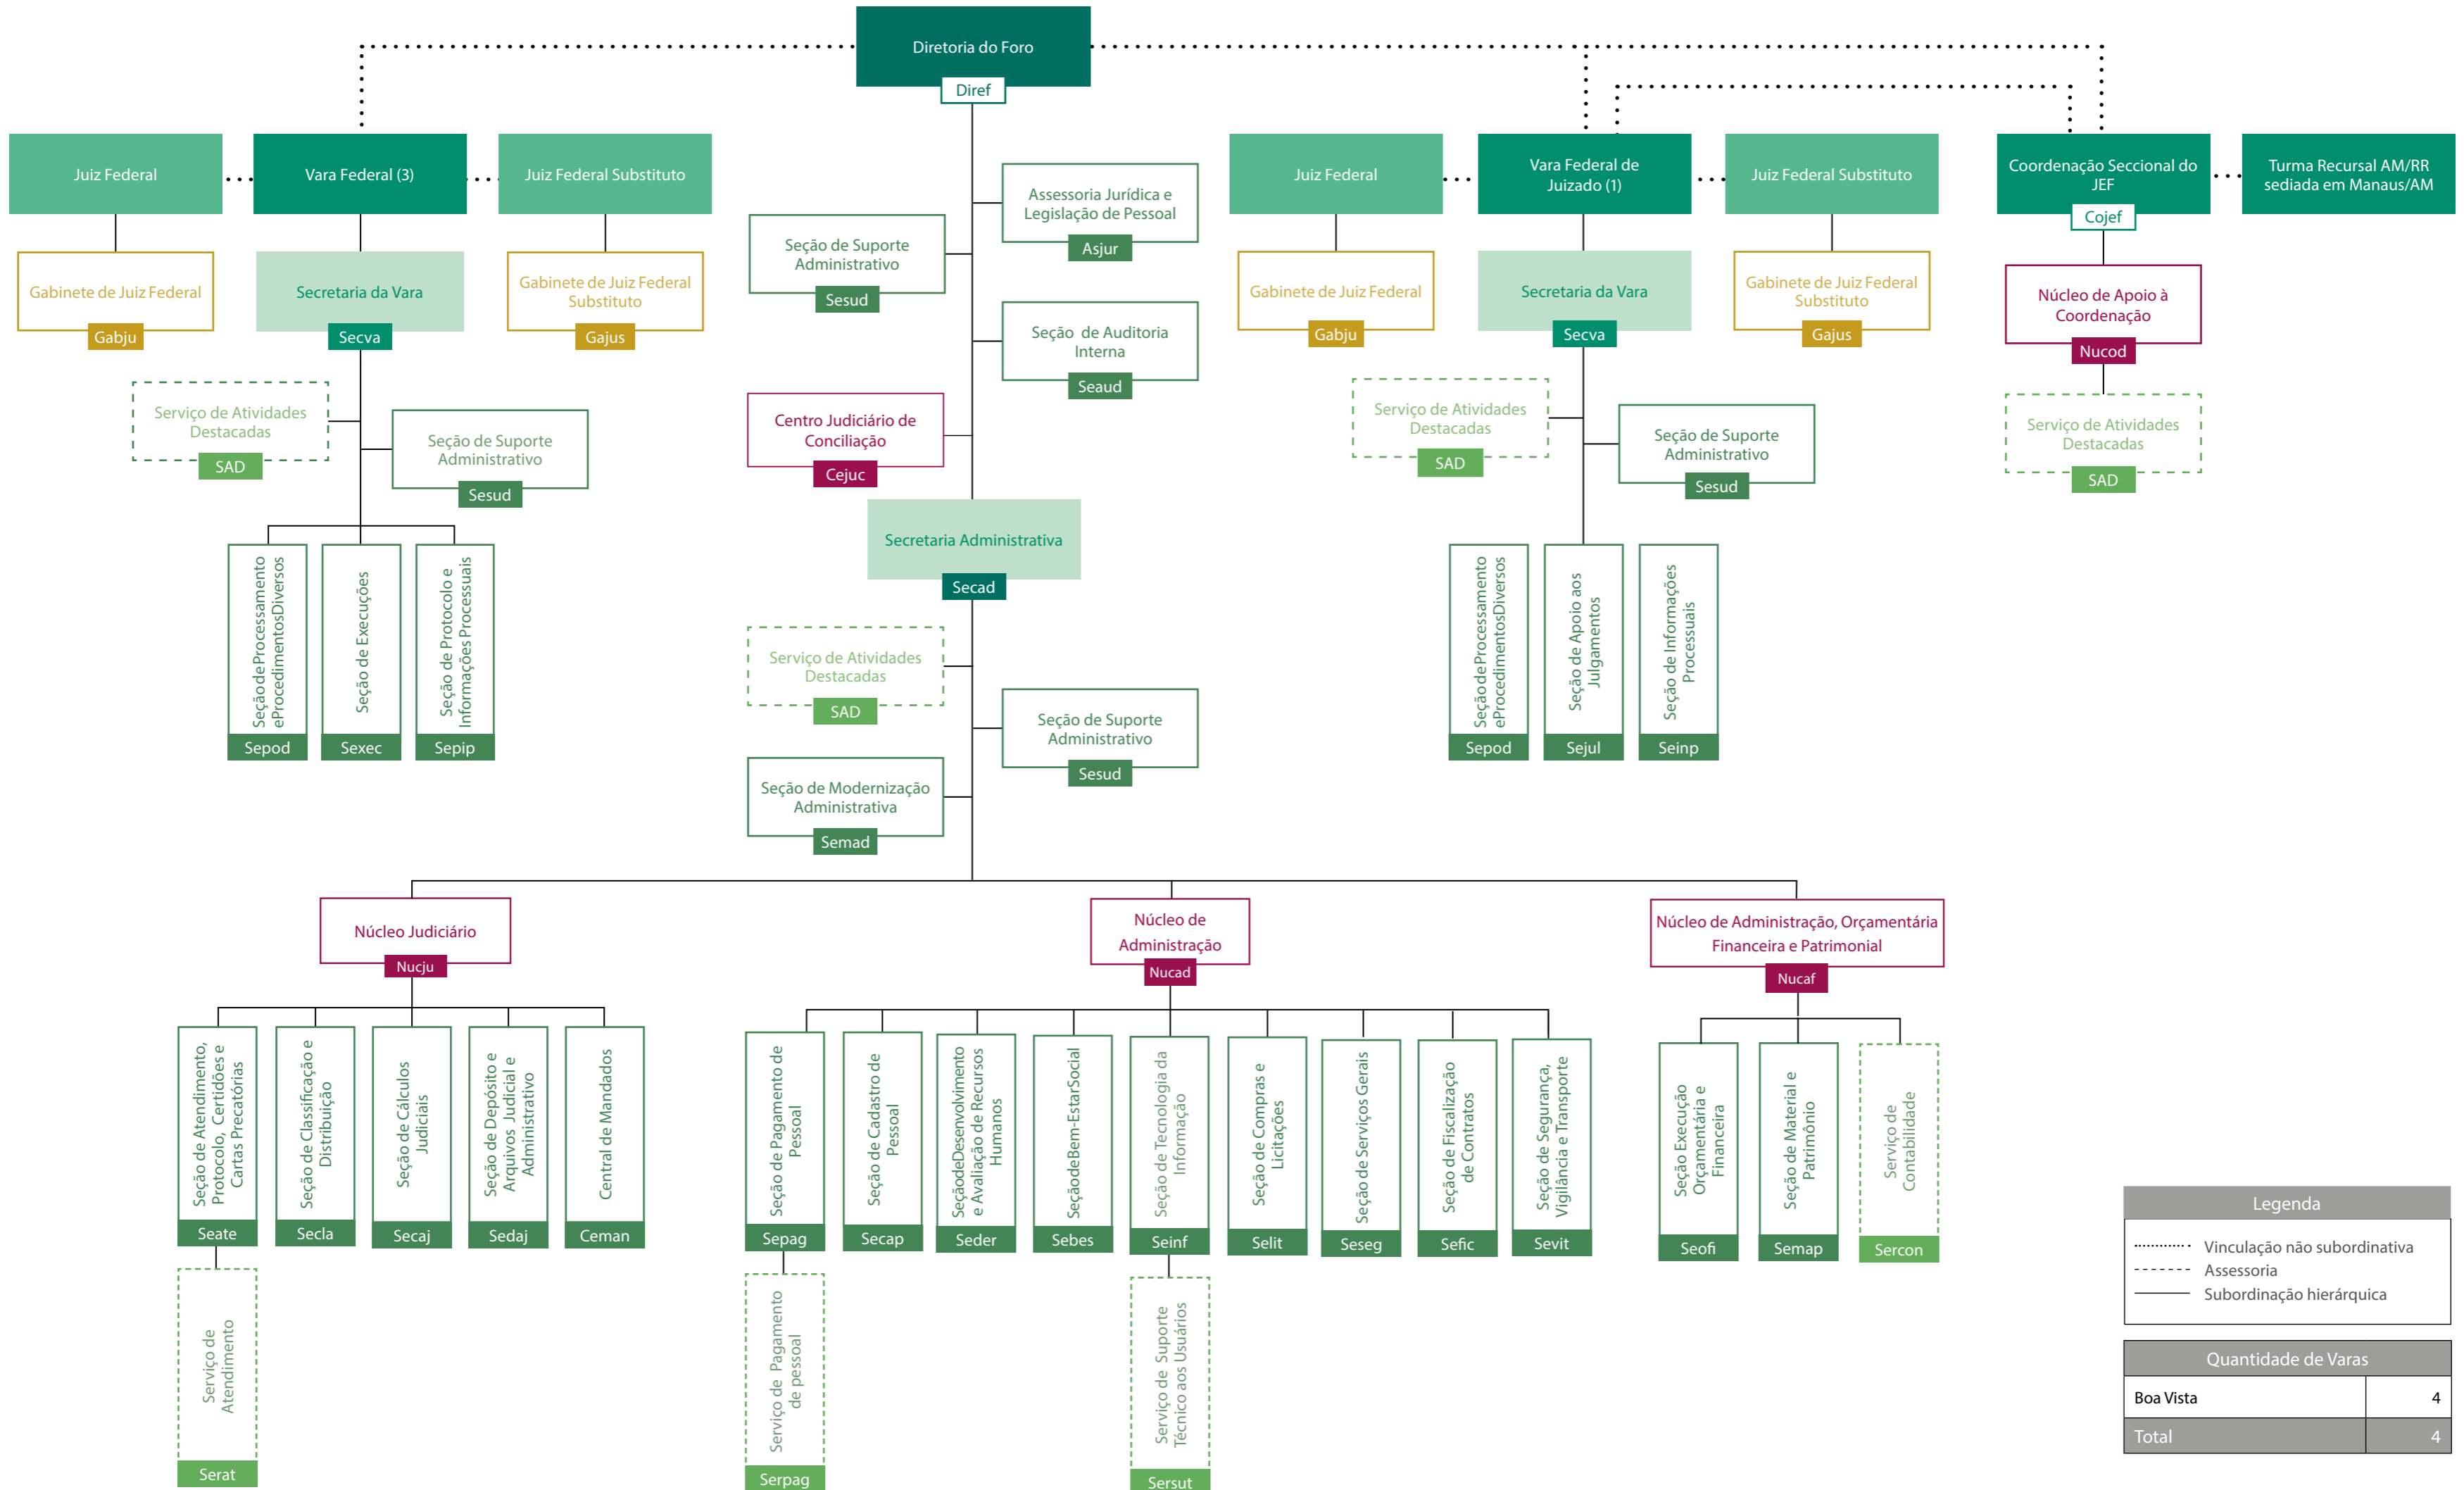 Diretoria do Foro
Diref
Juiz Federal
Vara Federal (3)
Juiz Federal Substituto
Juiz Federal
Vara Federal de
Juizado (1)
Juiz Federal Substituto
Coordenação Seccional do
JEF
Cojef
Turma Recursal AM/RR
sediada em Manaus/AM
Gabinete de Juiz Federal
Gabju
Secretaria da Vara
Secva
Gabinete de Juiz Federal
Substituto
Gajus
Seção de Suporte
Administrativo
Sesud
Assessoria Jurídica e
Legislação de Pessoal
Asjur
Seção de Auditoria
Interna
Seaud
Centro Judiciário de
Conciliação
Cejuc
Gabinete de Juiz Federal
Gabju
Secretaria da Vara
Secva
Gabinete de Juiz Federal
Substituto
Gajus
Núcleo de Apoio à
Coordenação
Nucod
Serviço de Atividades
Destacadas
SAD
Seção de Suporte
Administrativo
Sesud
Serviço de Atividades
Destacadas
SAD
Seção de Suporte
Administrativo
Sesud
Serviço de Atividades
Destacadas
SAD
Secretaria Administrativa
Secad
Seção de Processamento
e Procedimentos Diversos
Sepod
Seção de Execuções
Sexec
Seção de Protocolo e
Informações Processuais
Sepip
Serviço de Atividades
Destacadas
SAD
Seção de Suporte
Administrativo
Sesud
Seção de Modernização
Administrativa
Semad
Seção de Processamento
e Procedimentos Diversos
Sepod
Seção de Apoio aos
Julgamentos
Sejul
Seção de Informações
Processuais
Seinp
Núcleo Judiciário
Nucju
Núcleo de
Administração
Nucad
Núcleo de Administração, Orçamentária
Financeira e Patrimonial
Nucaf
Seção de Atendimento,
Protocolo, Certidões e
Cartas Precatórias
Seate
Seção de Classificação e
Distribuição
Secla
Seção de Cálculos
Judiciais
Secaj
Seção de Depósito e
Arquivos Judicial e
Administrativo
Sedaj
Central de Mandados
Ceman
Seção de Pagamento de
Pessoal
Sepag
Seção de Cadastro de
Pessoal
Secap
Seção de Desenvolvimento
e Avaliação de Recursos
Humanos
Seder
Seção de Bem-Estar Social
Sebes
Seção de Tecnologia da
Informação
Seinf
Seção de Compras e
Licitações
Selit
Seção de Serviços Gerais
Seseg
Seção de Fiscalização
de Contratos
Sefic
Seção de Segurança,
Vigilância e Transporte
Sevit
Seção Execução
Orçamentária e
Financeira
Seofi
Seção de Material e
Patrimônio
Semap
Serviço de
Contabilidade
Sercon
Serviço de
Atendimento
Serat
Serviço de Pagamento
de pessoal
Serpag
Serviço de Suporte
Técnico aos Usuários
Sersut
Legenda
Vinculação não subordinativa
Assessoria
Subordinação hierárquica
Quantidade de Varas
Boa Vista 4
Total 4